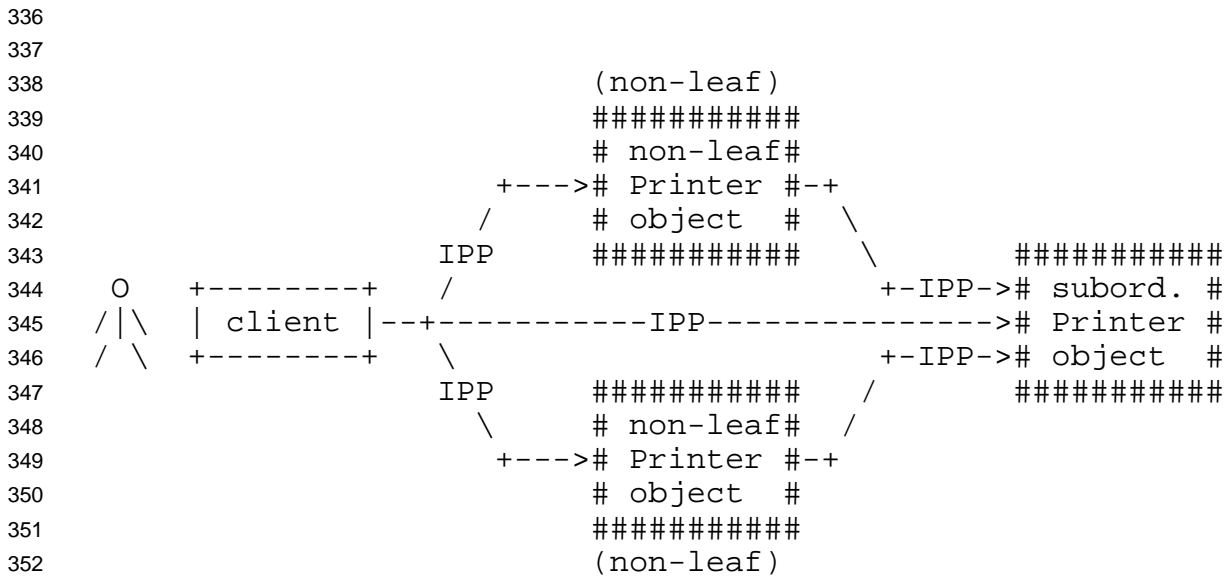 336
337
338                             (non-leaf)
339                             ###########
340                             # non-leaf#
341                        +---># Printer #-+
342                       /     # object  #  \
343                     IPP     ###########   \       ###########
344    O   +--------+   /                      +-IPP-># subord. #
345   /|\  | client |--+-----------IPP---------------># Printer #
346   / \  +--------+   \                      +-IPP-># object  #
347                     IPP     ###########   /       ###########
348                       \     # non-leaf#  /
349                        +---># Printer #-+
350                             # object  #
351                             ###########
352                             (non-leaf)